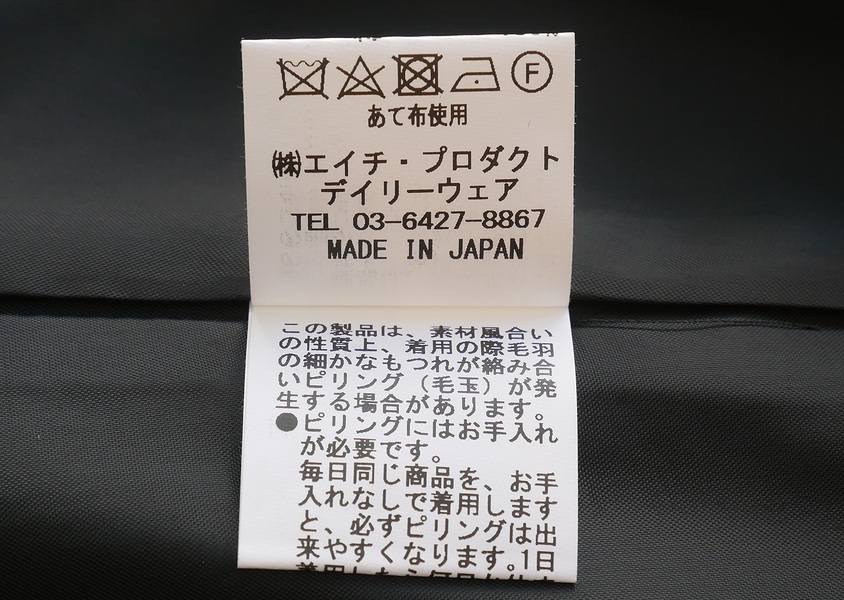 F
あて布使用
㈱エイチ・プロダクト
デイリーウェア
TEL 03-6427-8867
MADE IN JAPAN
この製品は、素材風合い
の性質上、着用の際毛羽
の細かなもつれが絡み合
いピリング（毛玉）が発
生する場合があります。
●ピリングにはお手入れ
が必要です。
毎日同じ商品を、お手
入れなしで着用します
と、必ずピリングは出
来やすくなります。1日